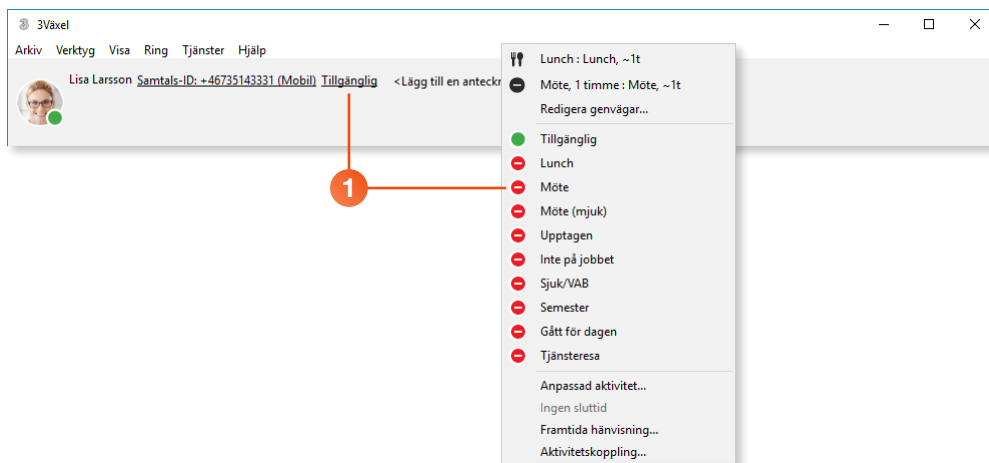 3Växel
Arkiv Verktyg Visa Ring Tjänster Hjälp
Lisa Larsson Samtals-ID: +46735143331 (Mobil) Tillgänglig <Lägg till en anteckn
1
Lunch : Lunch, ~1t
Möte, 1 timme : Möte, ~1t
Redigera genvägar...
Tillgänglig
Lunch
Möte
Möte (mjuk)
Upptagen
Inte på jobbet
Sjuk/VAB
Semester
Gått för dagen
Tjänsteresa
Anpassad aktivitet...
Ingen sluttid
Framtida hänvisning...
Aktivitetskoppling...